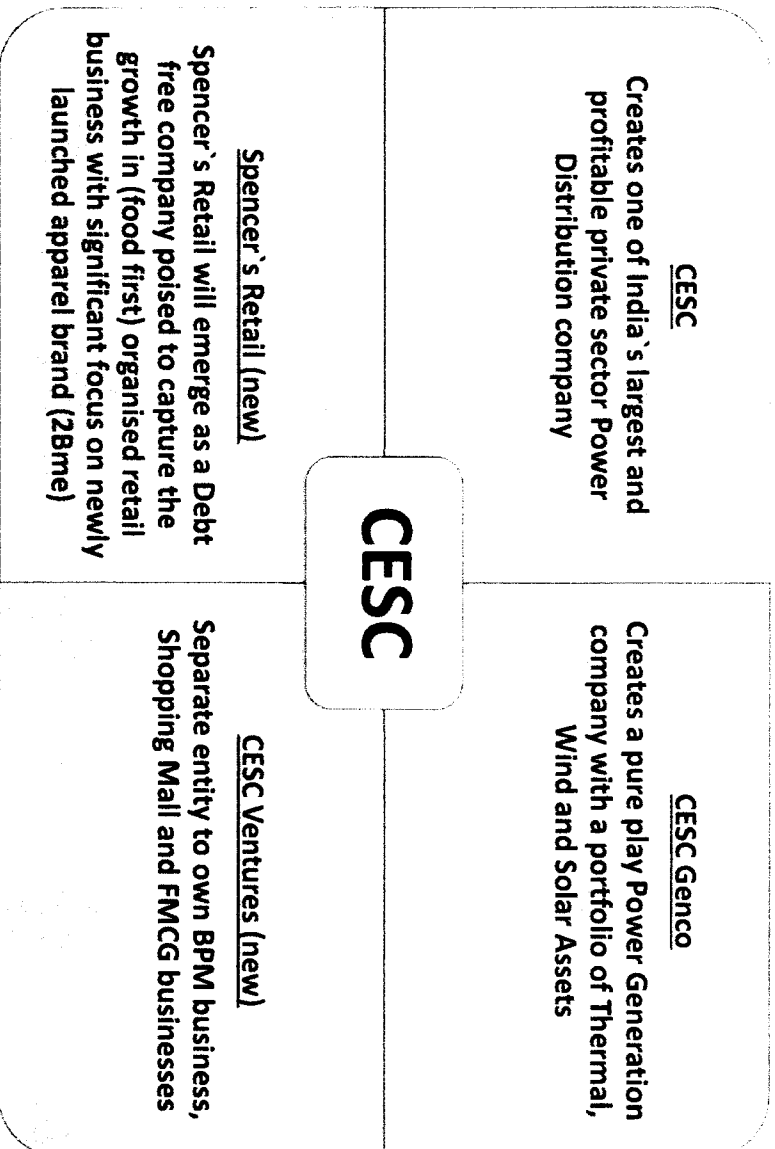 CESC
Creates one of India`s largest and
profitable private sector Power
Distribution company
CESC Genco
Creates a pure play Power Generation
company with a portfolio of Thermal,
Wind and Solar Assets
CESC
Spencer`s Retail (new)
Spencer`s Retail will emerge as a Debt
free company poised to capture the
growth in (food first) organised retail
business with significant focus on newly
launched apparel brand (2Bme)
CESC Ventures (new)
Separate entity to own BPM business,
Shopping Mall and FMCG businesses